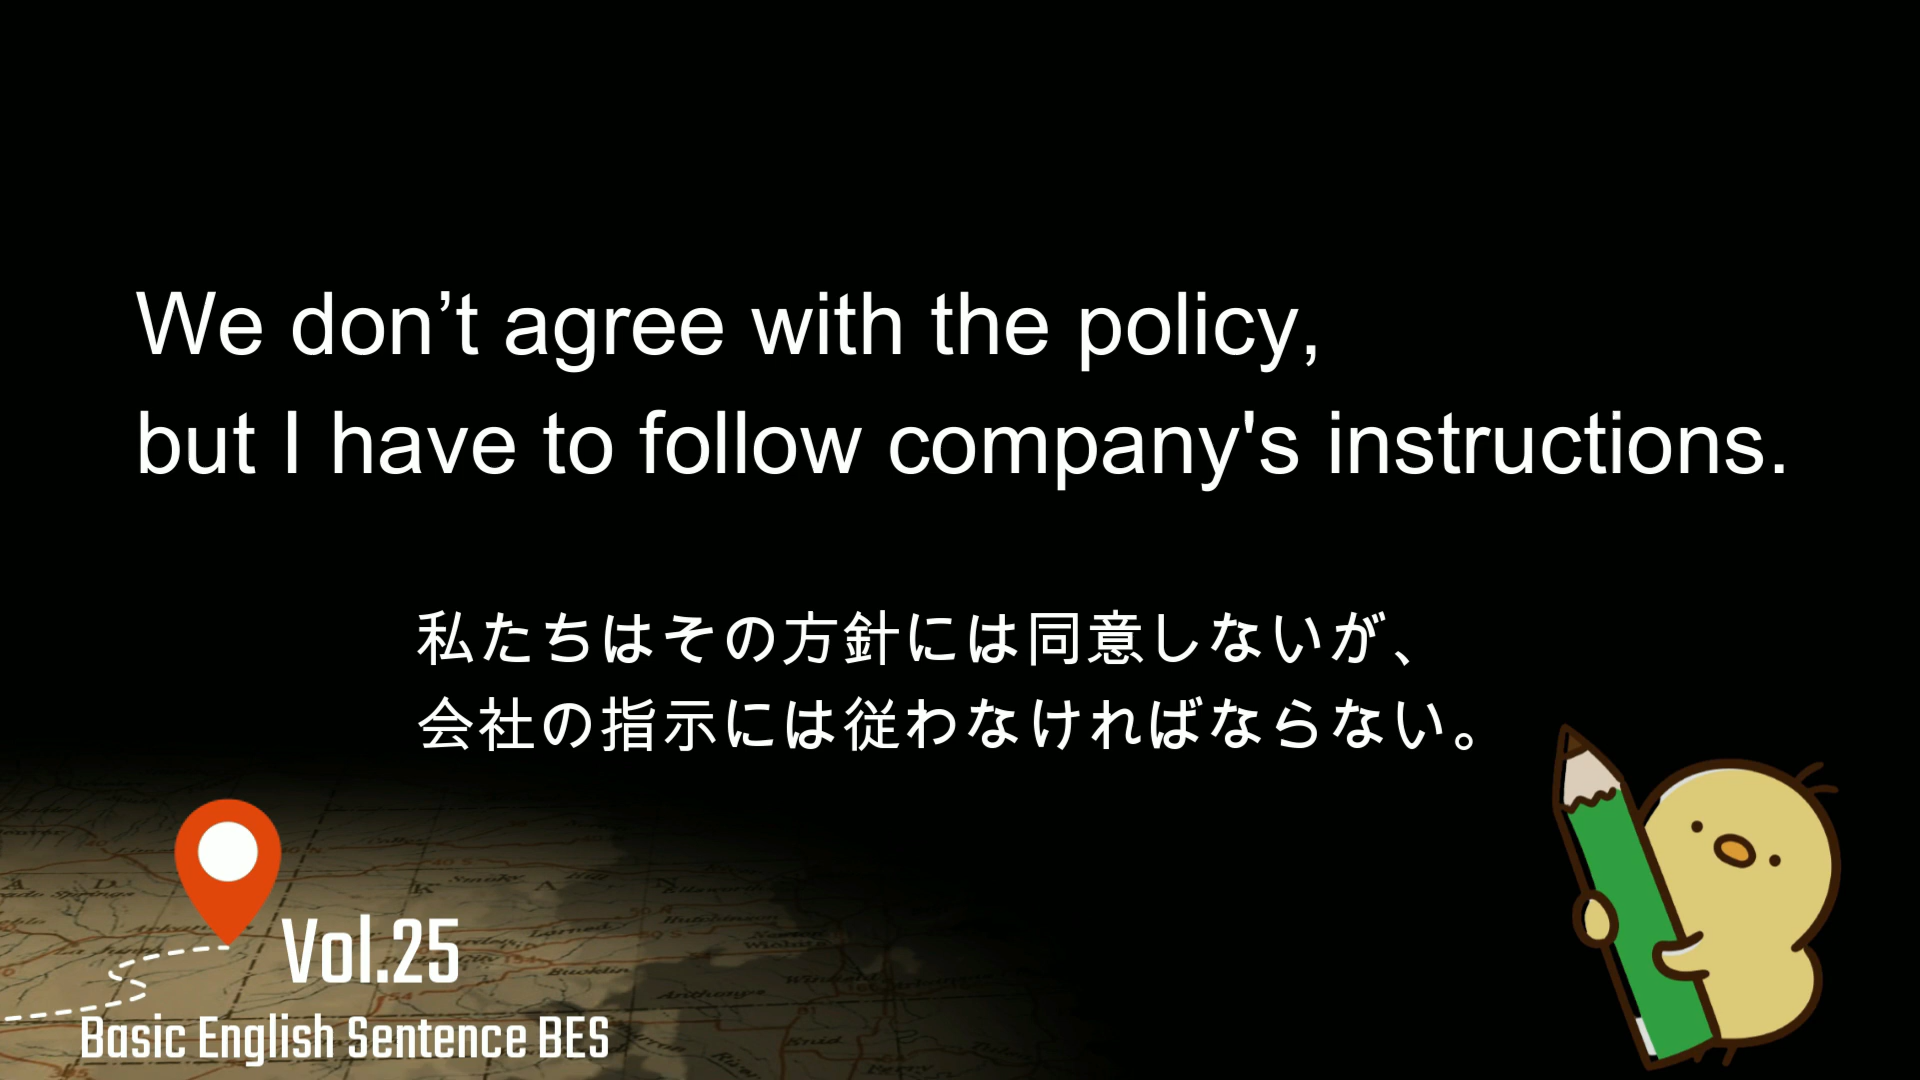 We don’t agree with the policy,
but I have to follow company's instructions.
私たちはその方針には同意しないが、
会社の指示には従わなければならない。
Vol.25
Basic English Sentence BES